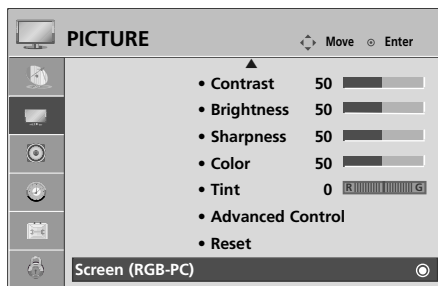 PICTURE Move Enter
• Contrast 50
• Brightness 50
• Sharpness 50
• Color 50
• Tint 0 R G
• Advanced Control
• Reset
Screen (RGB-PC)